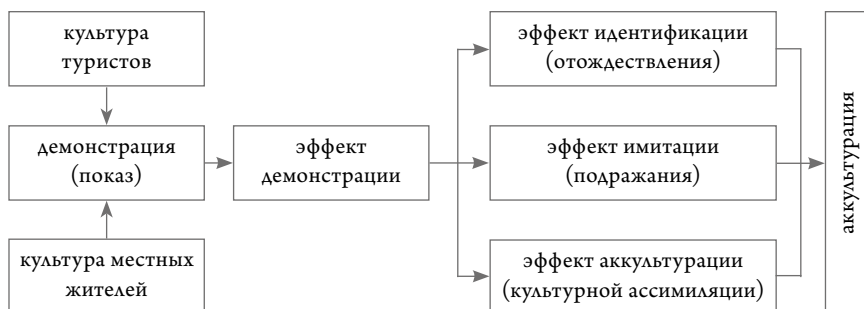 культура
туристов
демонстрация
(показ)
культура местных
жителей
эффект
демонстрации
эффект идентификации
(отождествления)
эффект имитации
(подражания)
эффект аккультурации
(культурной ассимиляции)
аккультурация